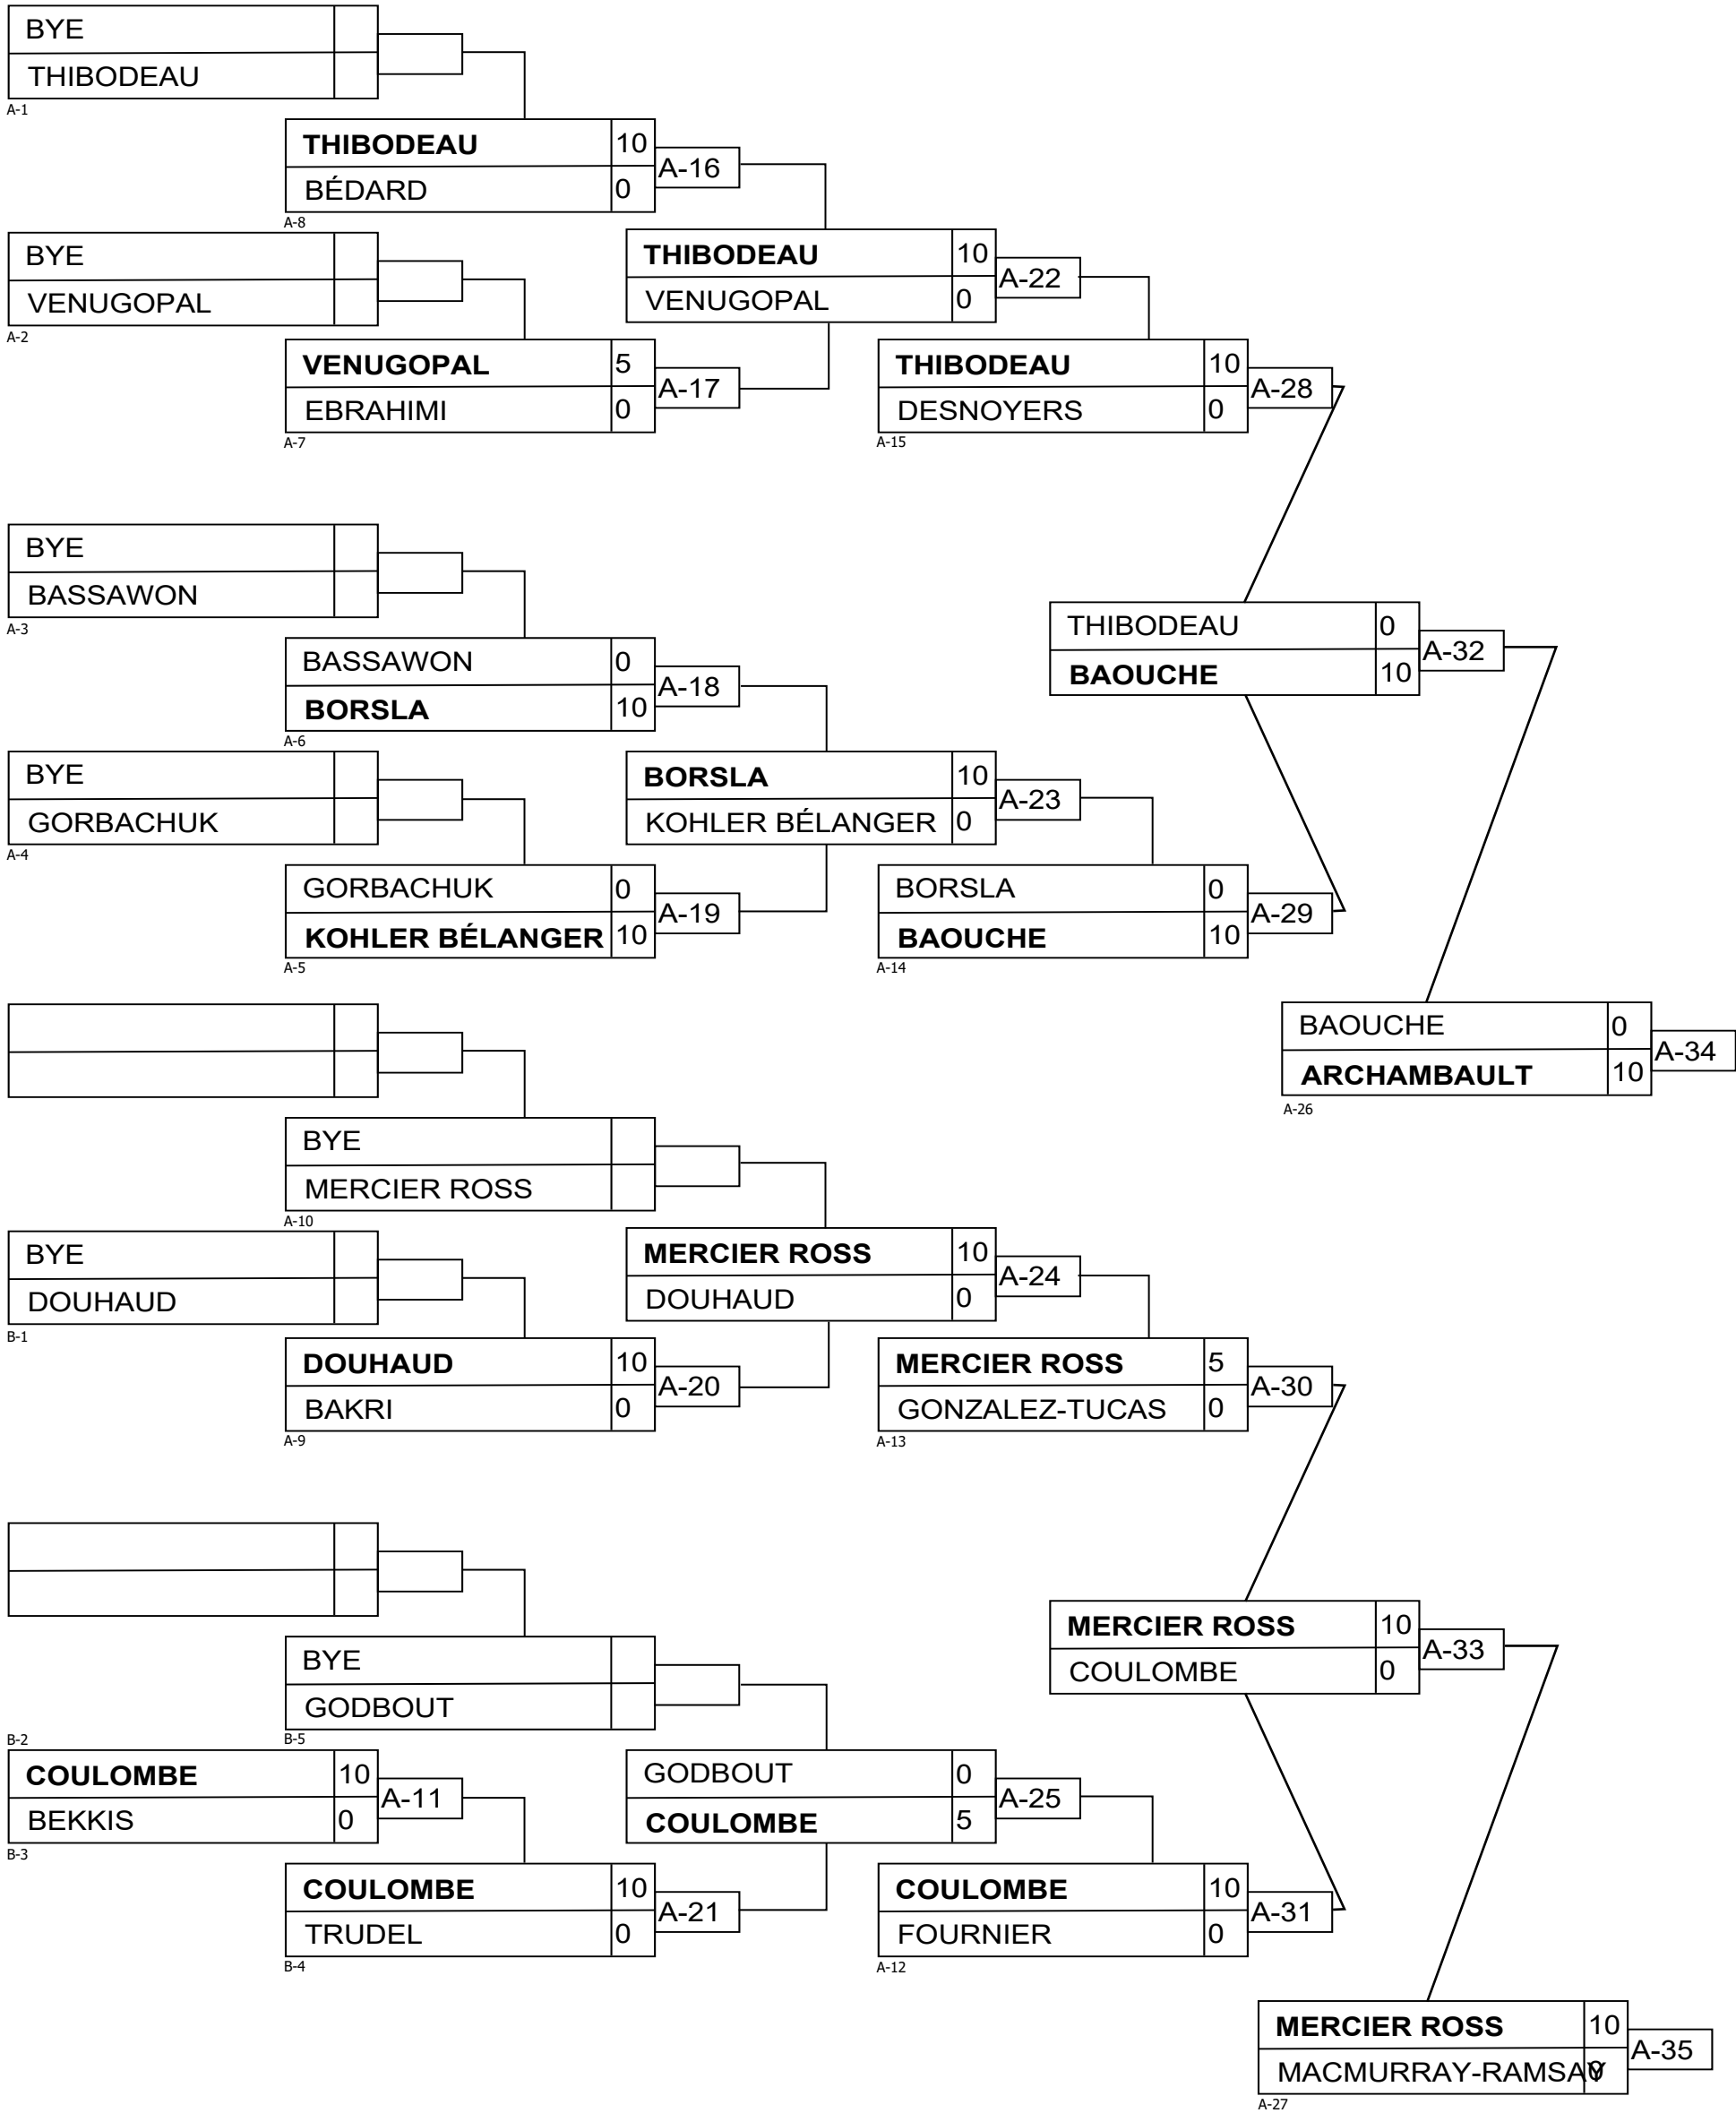 BYE
THIBODEAU
A-1
THIBODEAU 10
A-16
BÉDARD 0
A-8
BYE
VENUGOPAL
A-2
THIBODEAU 10
A-22
VENUGOPAL 0
VENUGOPAL 5
A-17
EBRAHIMI 0
A-7
THIBODEAU 10
A-28
DESNOYERS 0
A-15
BYE
BASSAWON
A-3
THIBODEAU 0
A-32
BAOUCHE 10
BASSAWON 0
A-18
BORSLA 10
A-6
BYE
GORBACHUK
A-4
BORSLA 10
A-23
KOHLER BÉLANGER 0
GORBACHUK 0
A-19
KOHLER BÉLANGER 10
A-5
BORSLA 0
A-29
BAOUCHE 10
A-14
BAOUCHE 0
A-34
ARCHAMBAULT 10
A-26
BYE
MERCIER ROSS
A-10
BYE
DOUHAUD
B-1
MERCIER ROSS 10
A-24
DOUHAUD 0
DOUHAUD 10
A-20
BAKRI 0
A-9
MERCIER ROSS 5
A-30
GONZALEZ-TUCAS 0
A-13
MERCIER ROSS 10
A-33
COULOMBE 0
BYE
GODBOUT
B-5
B-2
COULOMBE 10
A-11
BEKKIS 0
B-3
GODBOUT 0
A-25
COULOMBE 5
COULOMBE 10
A-21
TRUDEL 0
B-4
COULOMBE 10
A-31
FOURNIER 0
A-12
MERCIER ROSS 10
A-35
MACMURRAY-RAMSAY 0
A-27